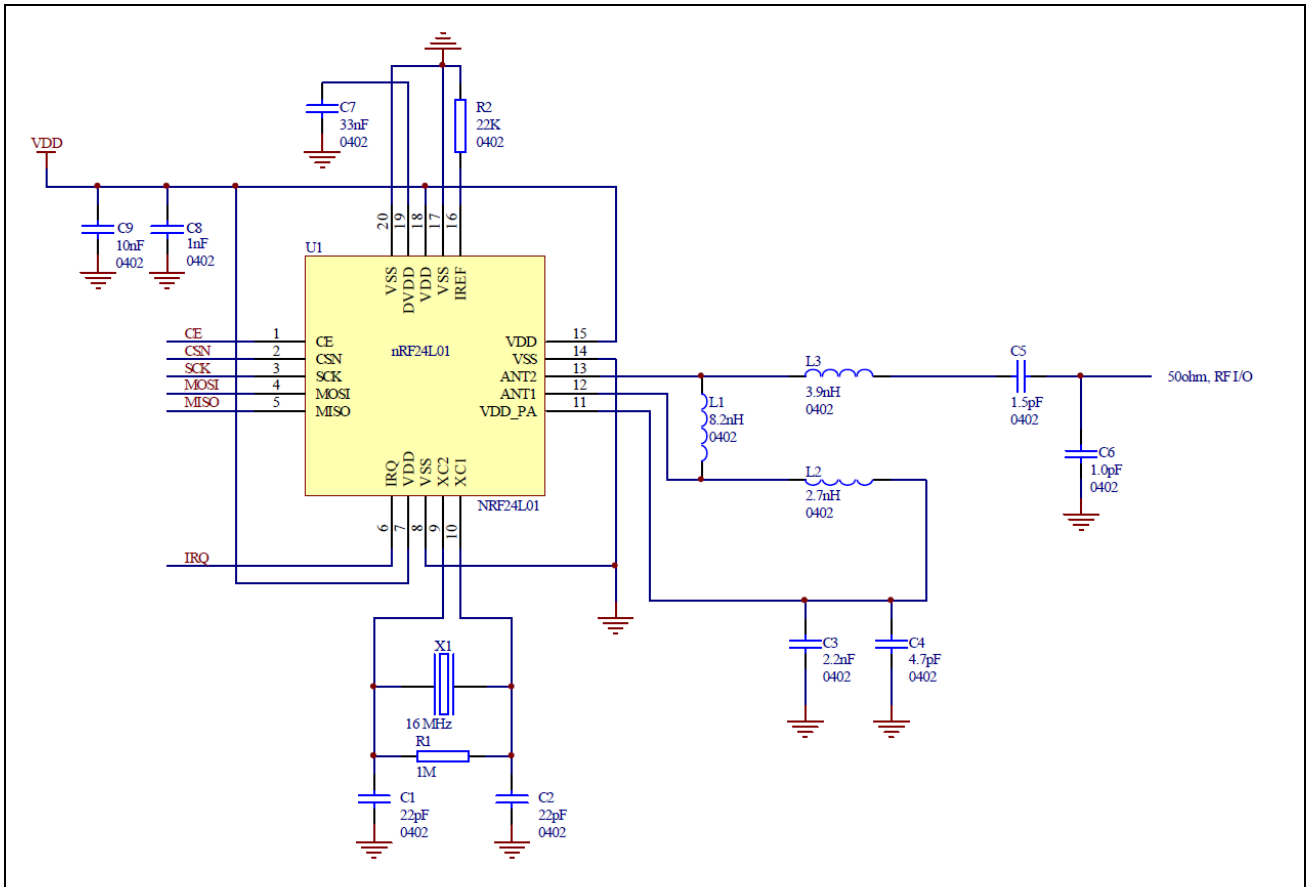 C7
33nF
0402
R2
22K
0402
VDD
C9
10nF
0402
C8
1nF
0402
20
19
18
17
16
U1
VSS
DVDD
VDD
VSS
IREF
CE
CSN
SCK
MOSI
MISO
1
2
3
4
5
CE
CSN
SCK
MOSI
MISO
nRF24L01
VDD
VSS
ANT2
ANT1
VDD_PA
15
14
13
12
11
IRQ
VDD
VSS
XC2
XC1
NRF24L01
6
7
8
9
10
IRQ
L1
8.2nH
0402
L3
3.9nH
0402
L2
2.7nH
0402
C5
1.5pF
0402
50ohm, RF I/O
C6
1.0pF
0402
C3
2.2nF
0402
C4
4.7pF
0402
X1
16 MHz
R1
1M
C1
22pF
0402
C2
22pF
0402